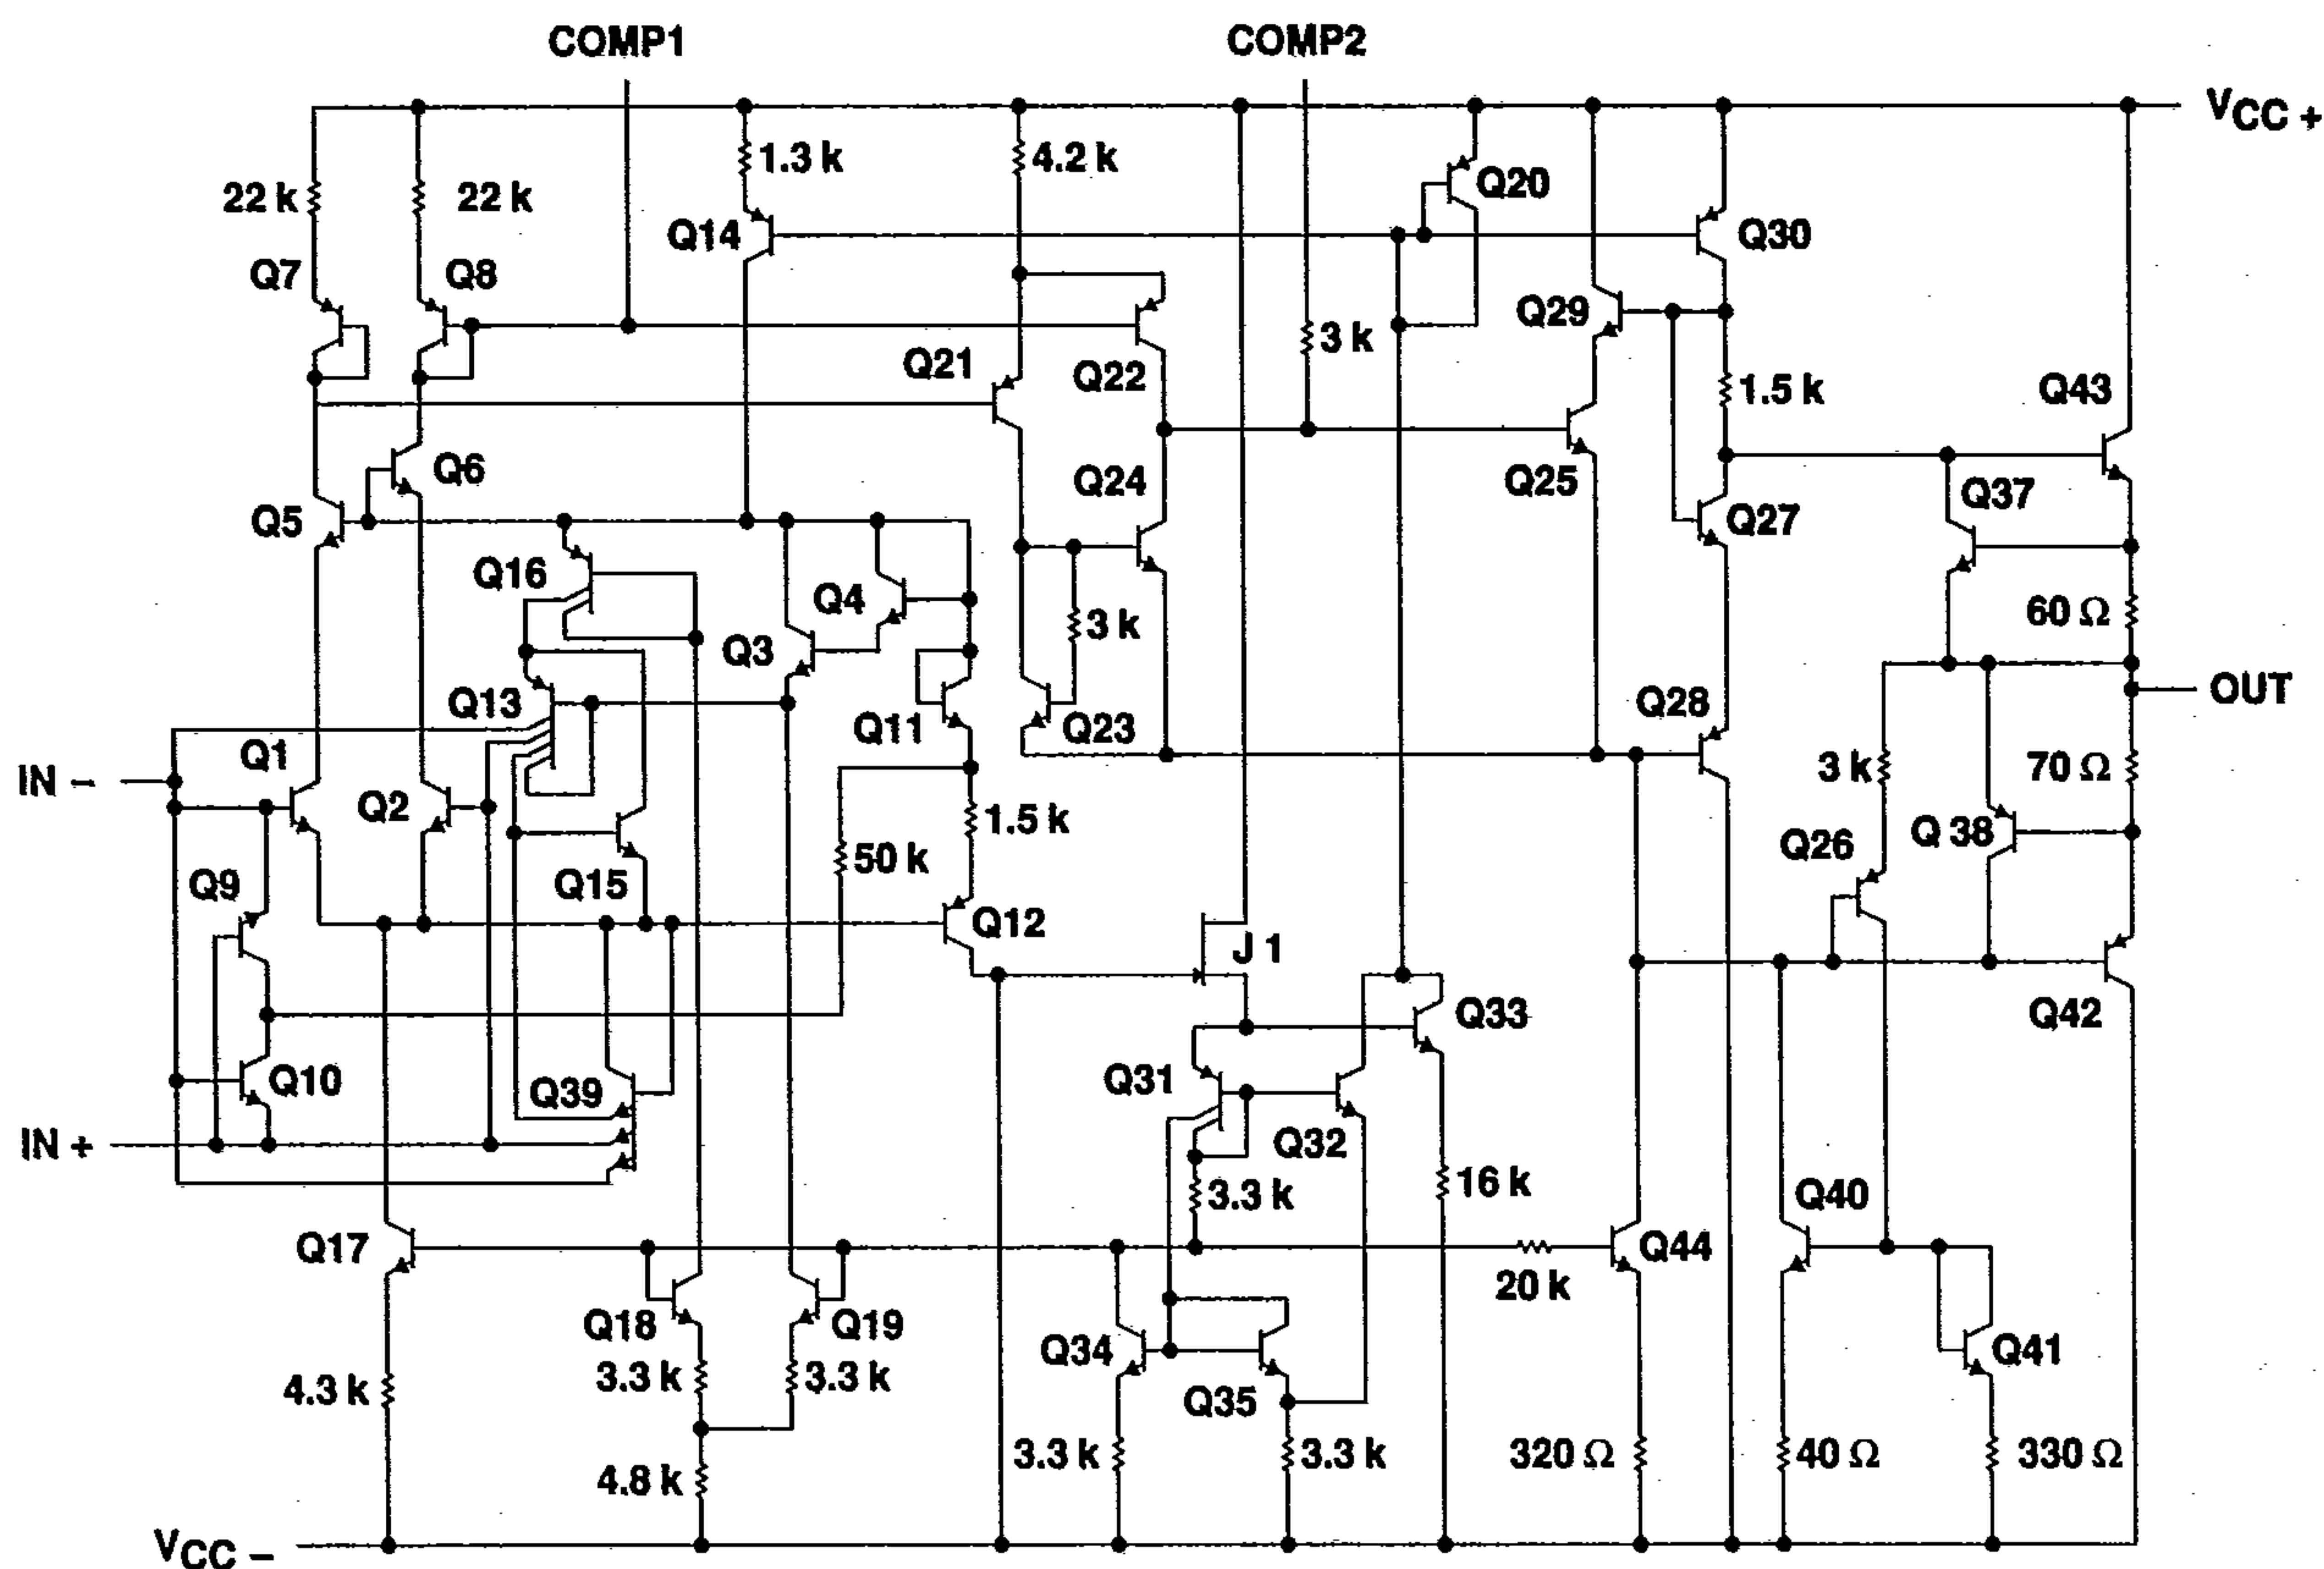 COMP1 COMP2
VCC +
1.3 k 4.2 k
22 k 22 k Q20
Q14 Q30
Q7 Q8
Q29
3 k
Q21 Q22
1.5 k Q43
Q6 Q24 Q25 Q37
Q5 Q27
Q16 Q4
3 k 60 Ω
Q3
OUT
Q13 Q11 Q23 Q28
Q1
IN − 3 k 70 Ω
Q2 1.5 k
Q 38
Q9 Q15 50 k Q26
Q12
J 1
Q33 Q42
Q10 Q39 Q31
IN + Q32
3.3 k 16 k Q40
Q17 Q44
20 k
Q18 Q19
Q34 Q41
4.3 k 3.3 k 3.3 k Q35
3.3 k 3.3 k 320 Ω 40 Ω 330 Ω
4.8 k
VCC −